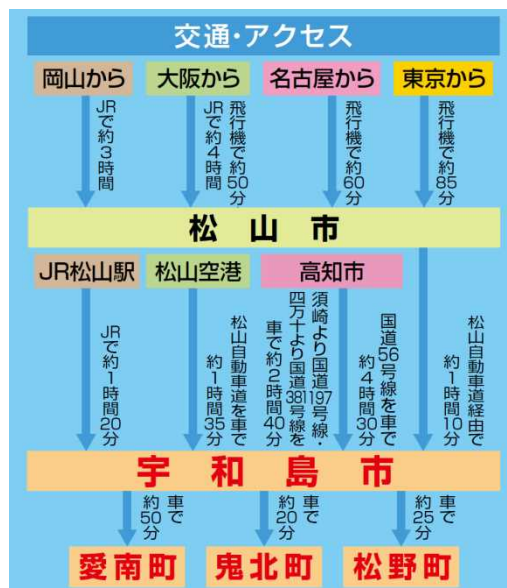 交通・アクセス
岡山から
大阪から
名古屋から
東京から
JRで約3時間
飛行機で約50分
JRで約4時間
飛行機で約60分
飛行機で約85分
松山市
JR松山駅
松山空港
高知市
JRで約1時間20分
松山自動車道を車で
約1時間35分
須崎より国道197号線・
四万十より国道381号線を
車で約2時間40分
国道56号線を車で
約4時間30分
松山自動車道経由で
約1時間10分
宇和島市
車で
約50分
車で
約20分
車で
約25分
愛南町
鬼北町
松野町